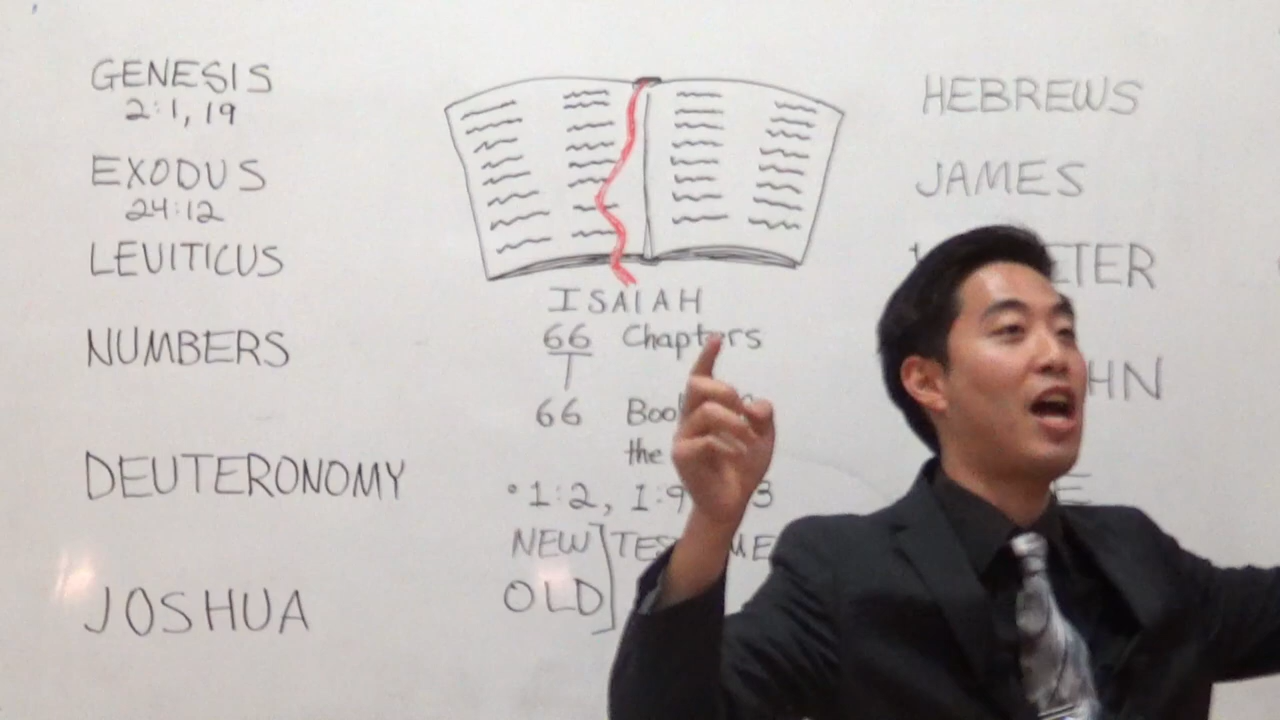 GENESIS
2:1, 19
EXODUS
24:12
LEVITICUS
NUMBERS
DEUTERONOMY
JOSHUA
ISAIAH
66 Chapters
66
the
• 1:2, 1:9
NEW
OLD
HEBREWS
JAMES